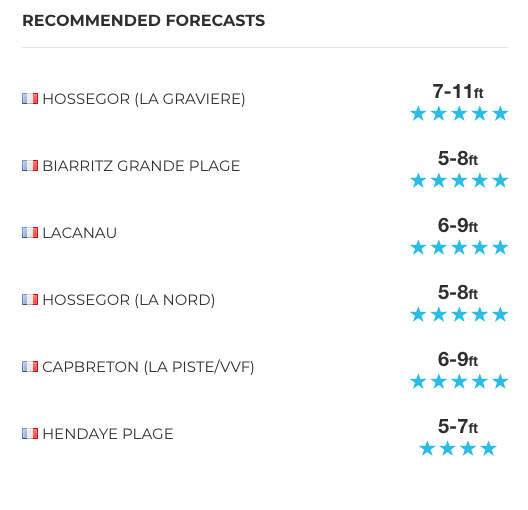 RECOMMENDED FORECASTS
HOSSEGOR (LA GRAVIERE) 7-11ft
BIARRITZ GRANDE PLAGE 5-8ft
LACANAU 6-9ft
HOSSEGOR (LA NORD) 5-8ft
CAPBRETON (LA PISTE/VVF) 6-9ft
HENDAYE PLAGE 5-7ft